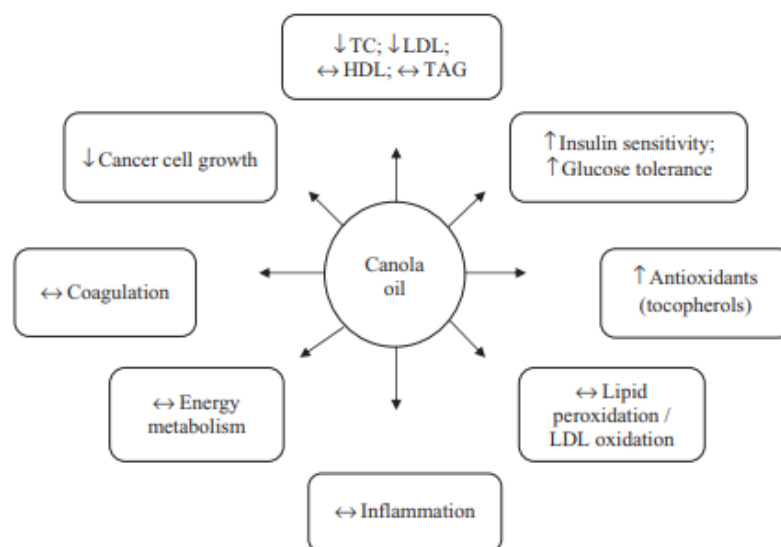 ↓TC; ↓LDL;
↔ HDL; ↔ TAG
↓Cancer cell growth
↑Insulin sensitivity;
↑Glucose tolerance
Canola
oil
↔ Coagulation
↑ Antioxidants
(tocopherols)
↔ Energy
metabolism
↔ Lipid
peroxidation /
LDL oxidation
↔ Inflammation